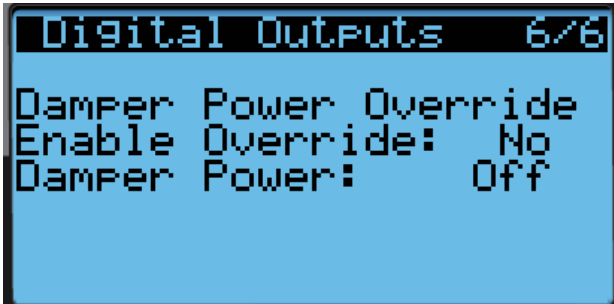 Digital Outputs 6/6
Damper Power Override
Enable Override: No
Damper Power: Off